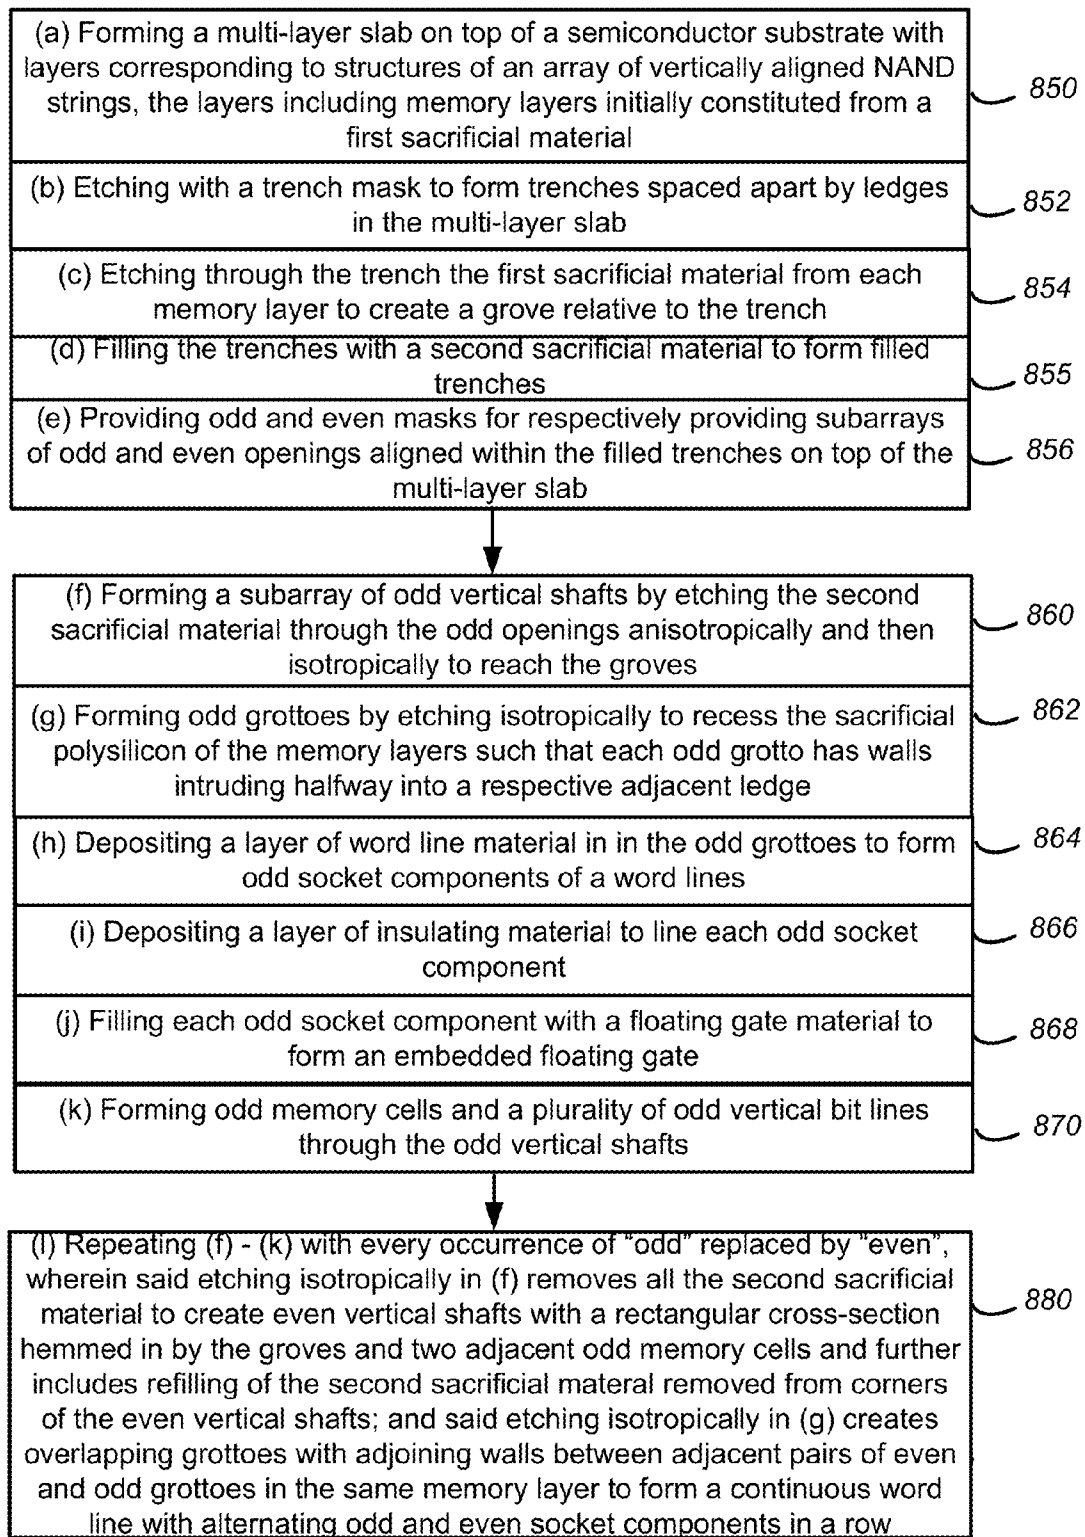 (a) Forming a multi-layer slab on top of a semiconductor substrate with
layers corresponding to structures of an array of vertically aligned NAND
strings, the layers including memory layers initially constituted from a
first sacrificial material
850
(b) Etching with a trench mask to form trenches spaced apart by ledges
in the multi-layer slab
852
(c) Etching through the trench the first sacrificial material from each
memory layer to create a grove relative to the trench
854
(d) Filling the trenches with a second sacrificial material to form filled
trenches
855
(e) Providing odd and even masks for respectively providing subarrays
of odd and even openings aligned within the filled trenches on top of the
multi-layer slab
856
(f) Forming a subarray of odd vertical shafts by etching the second
sacrificial material through the odd openings anisotropically and then
isotropically to reach the groves
860
(g) Forming odd grottoes by etching isotropically to recess the sacrificial
polysilicon of the memory layers such that each odd grotto has walls
intruding halfway into a respective adjacent ledge
862
(h) Depositing a layer of word line material in in the odd grottoes to form
odd socket components of a word lines
864
(i) Depositing a layer of insulating material to line each odd socket
component
866
(j) Filling each odd socket component with a floating gate material to
form an embedded floating gate
868
(k) Forming odd memory cells and a plurality of odd vertical bit lines
through the odd vertical shafts
870
(l) Repeating (f) - (k) with every occurrence of "odd" replaced by "even",
wherein said etching isotropically in (f) removes all the second sacrificial
material to create even vertical shafts with a rectangular cross-section
hemmed in by the groves and two adjacent odd memory cells and further
includes refilling of the second sacrificial materal removed from corners
of the even vertical shafts; and said etching isotropically in (g) creates
overlapping grottoes with adjoining walls between adjacent pairs of even
and odd grottoes in the same memory layer to form a continuous word
line with alternating odd and even socket components in a row
880